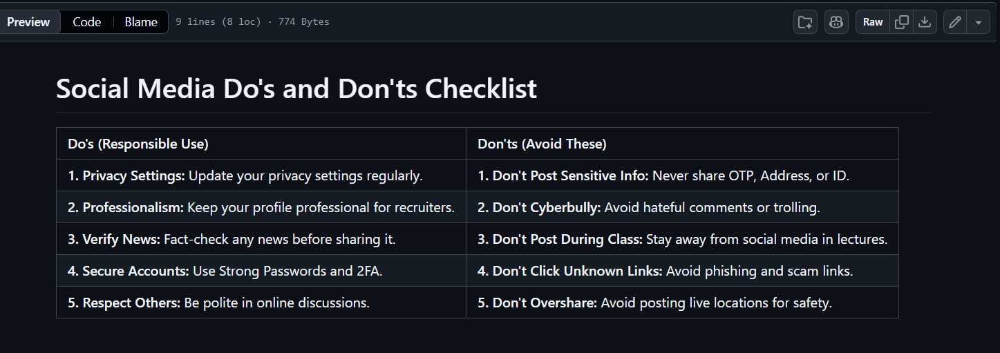 Preview Code Blame 9 lines (8 loc) · 774 Bytes Raw
Social Media Do's and Don'ts Checklist
Do's (Responsible Use) Don'ts (Avoid These)
1. Privacy Settings: Update your privacy settings regularly. 1. Don't Post Sensitive Info: Never share OTP, Address, or ID.
2. Professionalism: Keep your profile professional for recruiters. 2. Don't Cyberbully: Avoid hateful comments or trolling.
3. Verify News: Fact-check any news before sharing it. 3. Don't Post During Class: Stay away from social media in lectures.
4. Secure Accounts: Use Strong Passwords and 2FA. 4. Don't Click Unknown Links: Avoid phishing and scam links.
5. Respect Others: Be polite in online discussions. 5. Don't Overshare: Avoid posting live locations for safety.